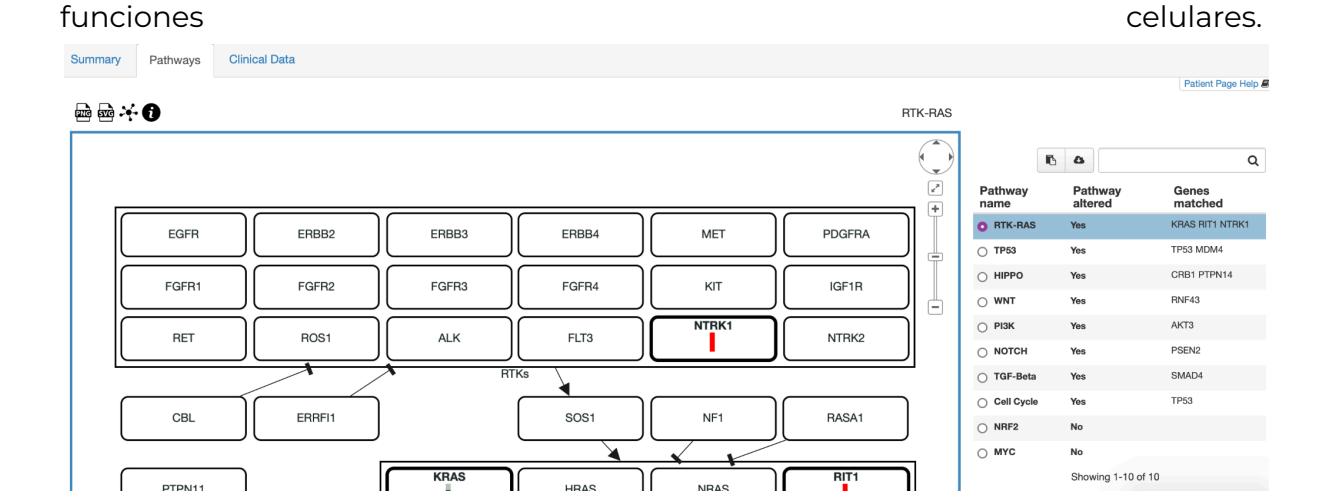 funciones celulares.
Summary Pathways Clinical Data
Patient Page Help
PNG SVG i RTK-RAS
EGFR ERBB2 ERBB3 ERBB4 MET PDGFRA
FGFR1 FGFR2 FGFR3 FGFR4 KIT IGF1R
RET ROS1 ALK FLT3 NTRK1 NTRK2
RTKs
CBL ERRFI1 SOS1 NF1 RASA1
PTPN11 KRAS HRAS NRAS RIT1
Pathway name Pathway altered Genes matched
RTK-RAS Yes KRAS RIT1 NTRK1
TP53 Yes TP53 MDM4
HIPPO Yes CRB1 PTPN14
WNT Yes RNF43
PI3K Yes AKT3
NOTCH Yes PSEN2
TGF-Beta Yes SMAD4
Cell Cycle Yes TP53
NRF2 No
MYC No
Showing 1-10 of 10